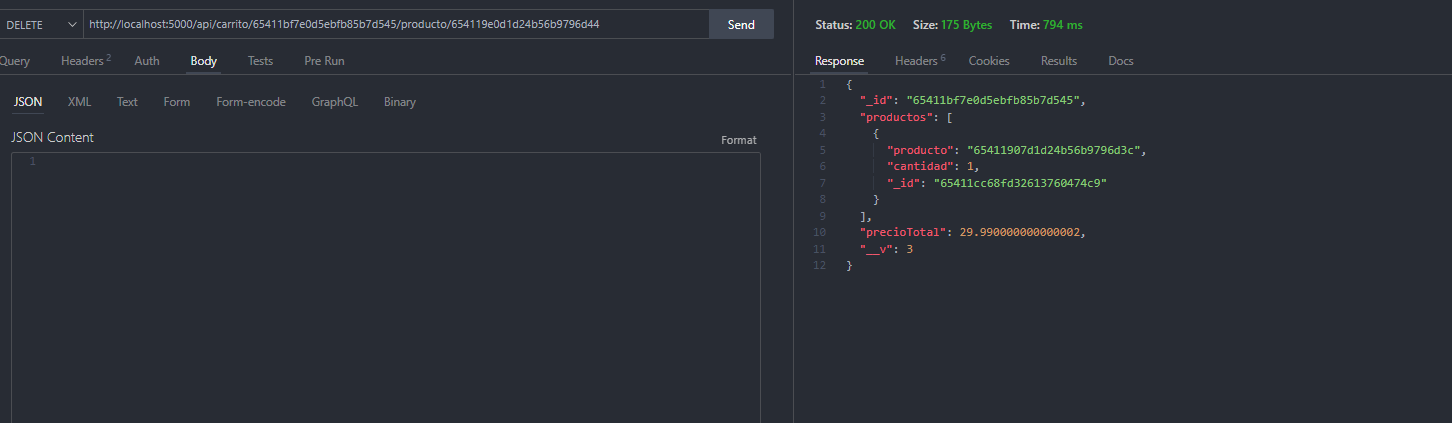 DELETE http://localhost:5000/api/carrito/65411bf7e0d5ebfb85b7d545/producto/654119e0d1d24b56b9796d44 Send
Query Headers 2 Auth Body Tests Pre Run
JSON XML Text Form Form-encode GraphQL Binary
JSON Content Format
1
Status: 200 OK Size: 175 Bytes Time: 794 ms
Response Headers 6 Cookies Results Docs
1 {
2 "_id": "65411bf7e0d5ebfb85b7d545",
3 "productos": [
4 {
5 "producto": "65411907d1d24b56b9796d3c",
6 "cantidad": 1,
7 "_id": "65411cc68fd32613760474c9"
8 }
9 ],
10 "precioTotal": 29.990000000000002,
11 "__v": 3
12 }